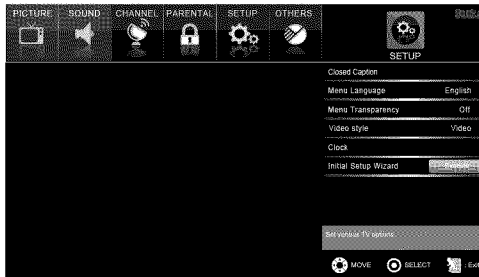 PICTURE SOUND CHANNEL PARENTAL SETUP OTHERS
SETUP
Closed Caption
Menu Language English
Menu Transparency Off
Video style Video
Clock
Initial Setup Wizard
Set various TV options
MOVE SELECT : Exit